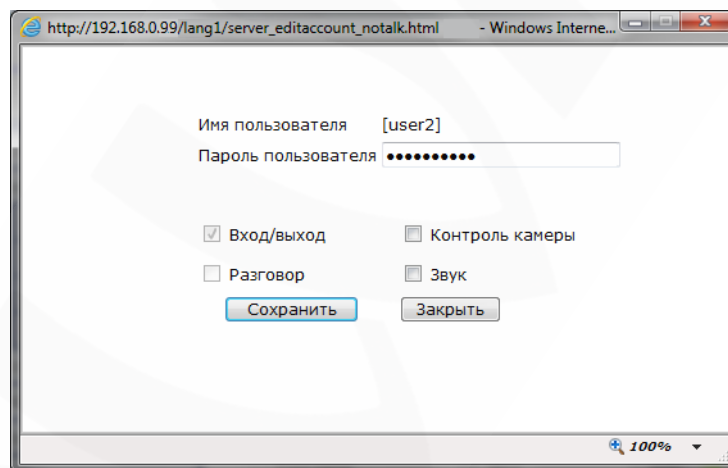 http://192.168.0.99/lang1/server_editaccount_notalk.html - Windows Interne...
Имя пользователя [user2]
Пароль пользователя ••••••••••
Вход/выход Контроль камеры
Разговор Звук
Сохранить Закрыть
100%